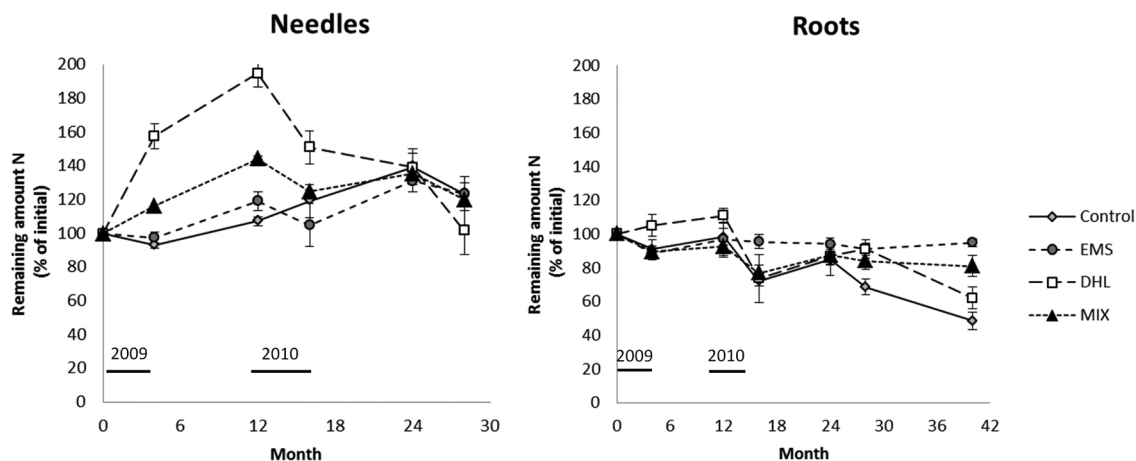 Needles
Remaining amount N
(% of initial)
200
180
160
140
120
100
80
60
40
20
0
2009
2010
0 6 12 18 24 30
Month
Roots
Remaining amount N
(% of initial)
200
180
160
140
120
100
80
60
40
20
0
2009
2010
0 6 12 18 24 30 36 42
Month
Control
EMS
DHL
MIX